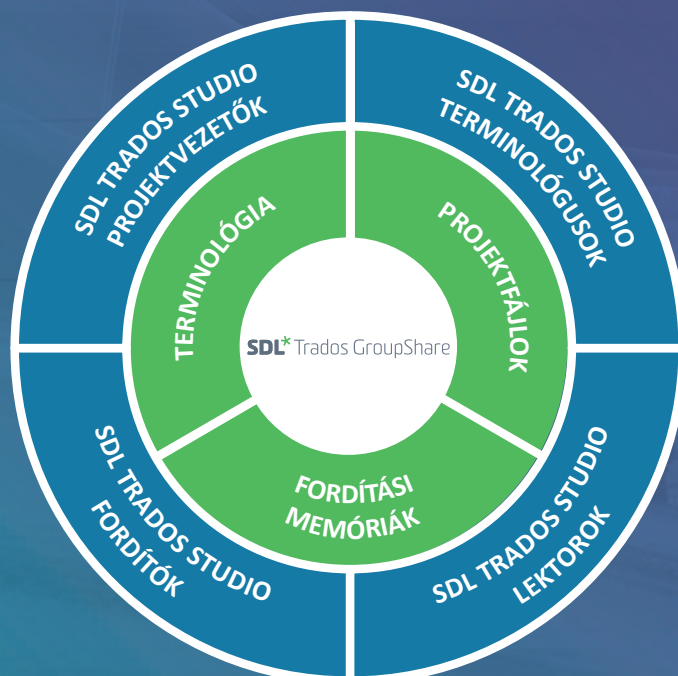 SDL TRADOS STUDIO
PROJEKTVEZETŐK
SDL TRADOS STUDIO
TERMINOLÓGUSOK
TERMINOLÓGIA
PROJEKTFÁJLOK
SDL* Trados GroupShare
FORDÍTÁSI
MEMÓRIÁK
SDL TRADOS STUDIO
FORDÍTÓK
SDL TRADOS STUDIO
LEKTOROK